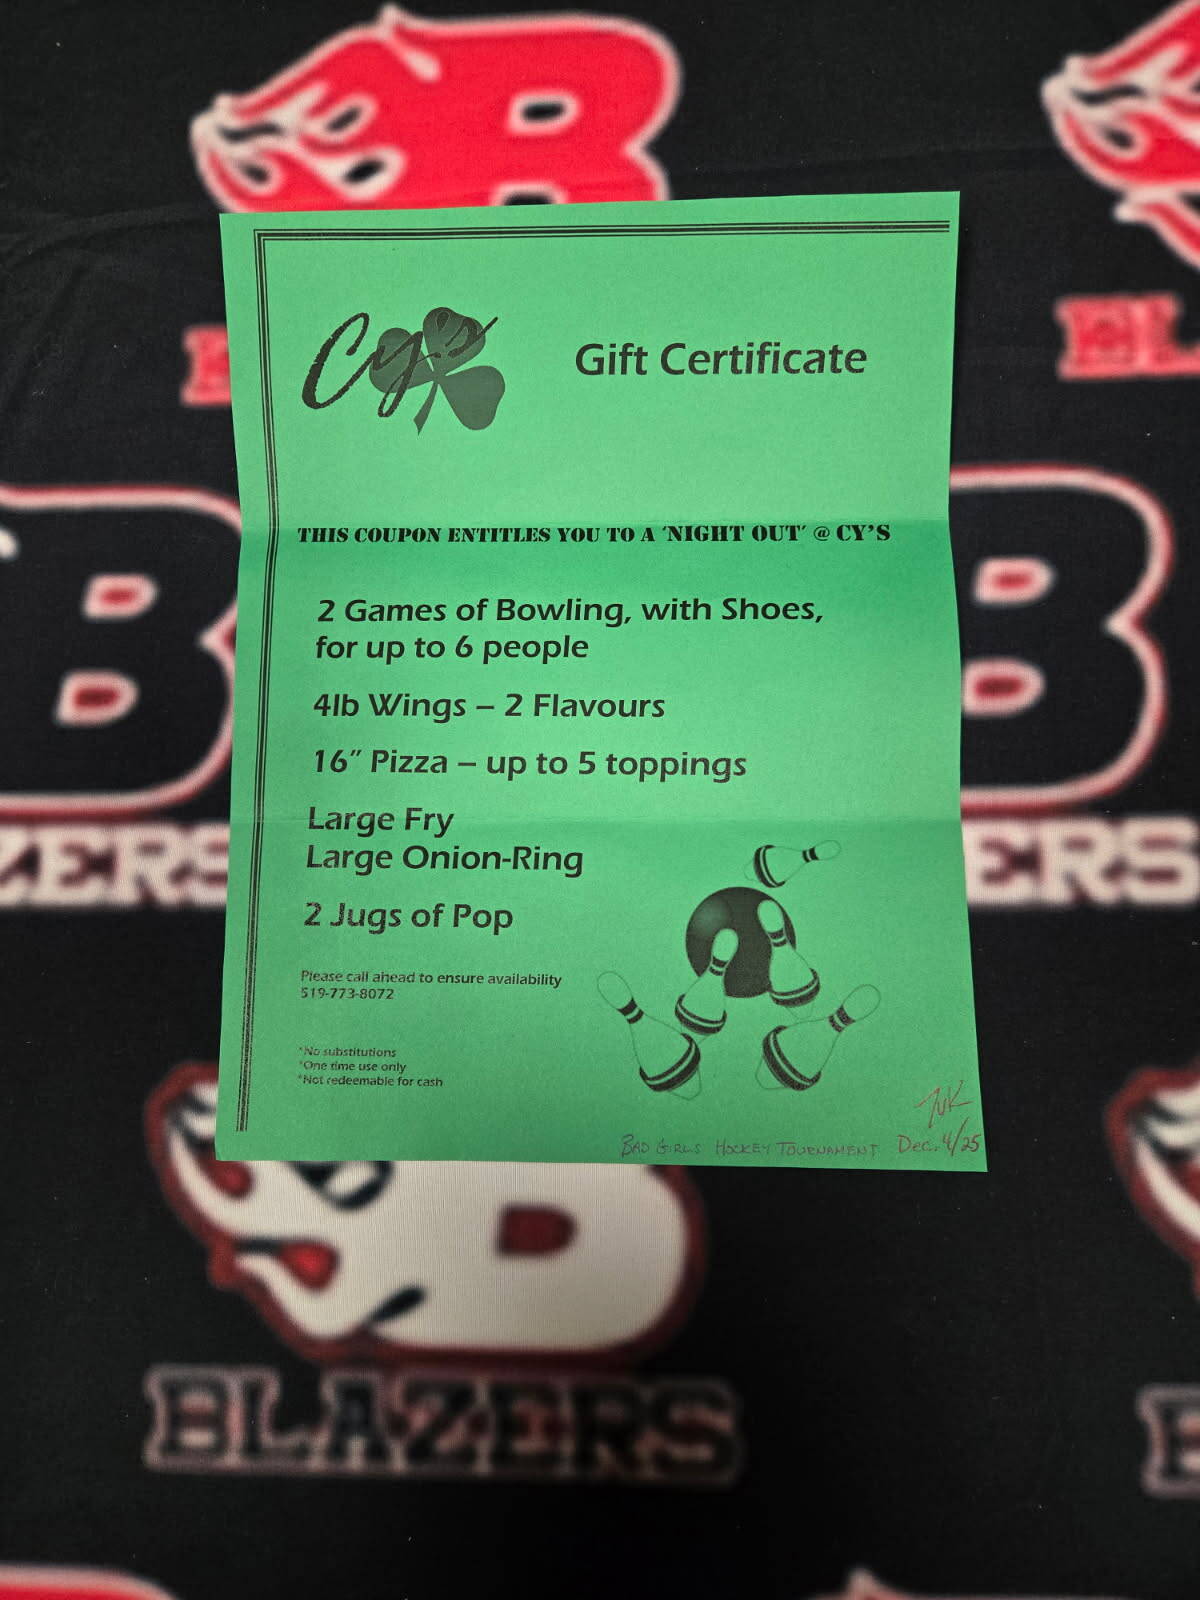 Cy's
Gift Certificate
THIS COUPON ENTITLES YOU TO A 'NIGHT OUT' @ CY'S
2 Games of Bowling, with Shoes,
for up to 6 people
4lb Wings – 2 Flavours
16" Pizza – up to 5 toppings
Large Fry
Large Onion-Ring
2 Jugs of Pop
Please call ahead to ensure availability
519-773-8072
*No substitutions
*One time use only
*Not redeemable for cash
BAD GIRLS HOCKEY TOURNAMENT Dec. 4/25
B
BL
B
B
ZERS
ERS
B
BLAZERS